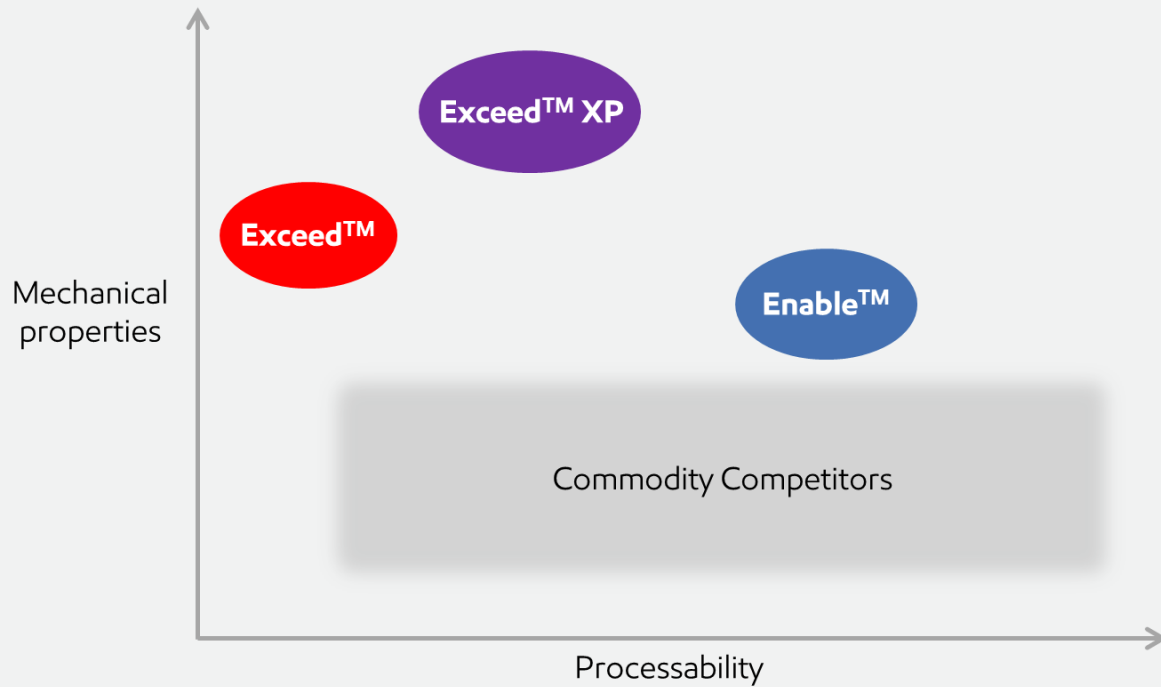 Exceed™ XP
Exceed™
Mechanical
properties
Enable™
Commodity Competitors
Processability